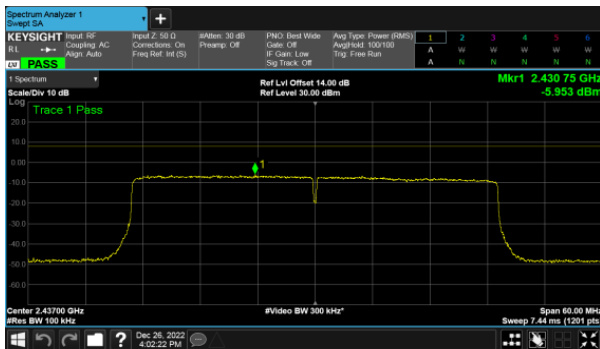 Spectrum Analyzer 1
Swept SA
KEYSIGHT Input: RF Input Z: 50 Ω #Atten: 30 dB PNO: Best Wide Avg Type: Power (RMS) 1 2 3 4 5 6
RL Coupling: AC Corrections: On Preamp: Off Gate: Off Avg|Hold: 100/100 A W W W W W
Align: Auto Freq Ref: Int (S) IF Gain: Low Trig: Free Run
LXI PASS Sig Track: Off A N N N N N
1 Spectrum Ref Lvl Offset 14.00 dB Mkr1 2.430 75 GHz
Scale/Div 10 dB Ref Level 30.00 dBm -5.953 dBm
Log Trace 1 Pass
20.0
10.0
0.00 1
-10.0
-20.0
-30.0
-40.0
-50.0
-60.0
Center 2.43700 GHz #Video BW 300 kHz* Span 60.00 MHz
#Res BW 100 kHz Sweep 7.44 ms (1201 pts)
? Dec 26, 2022
4:02:22 PM